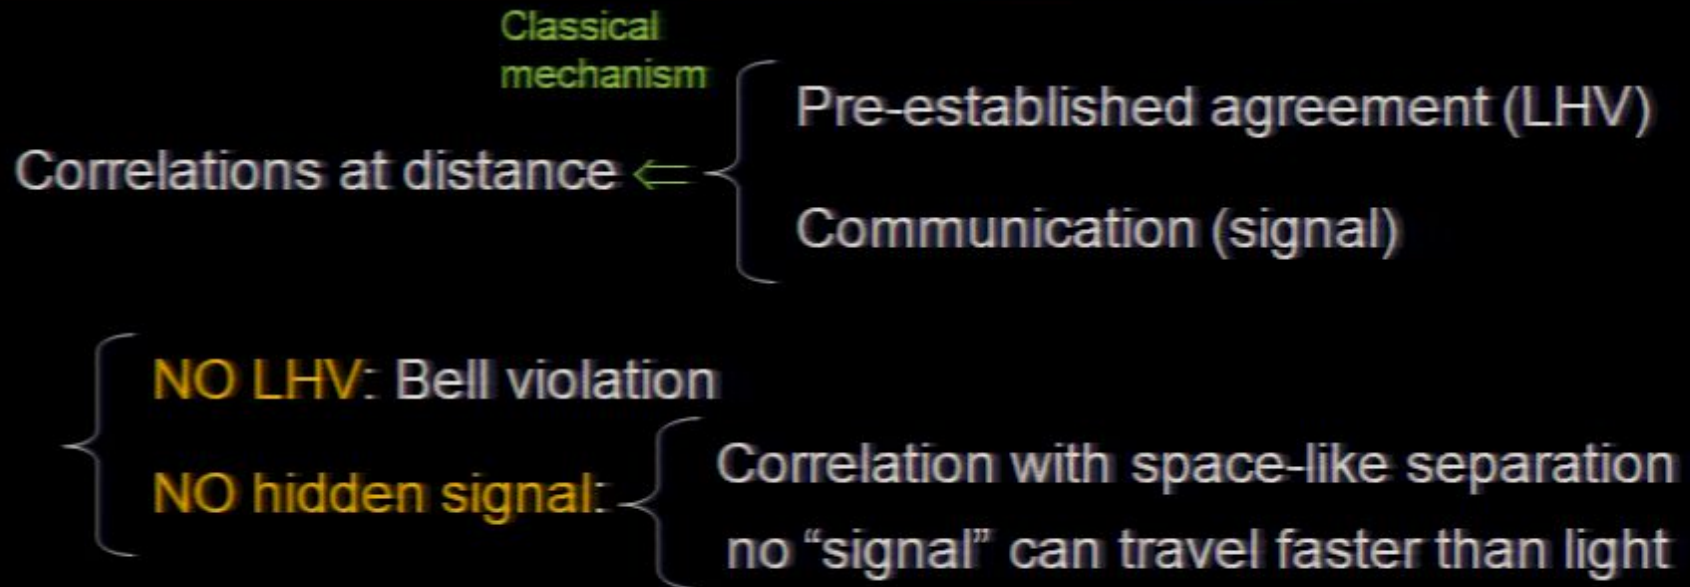 Classical
mechanism
Pre-established agreement (LHV)
Correlations at distance ⇐
Communication (signal)
NO LHV: Bell violation
NO hidden signal:
Correlation with space-like separation
no “signal” can travel faster than light